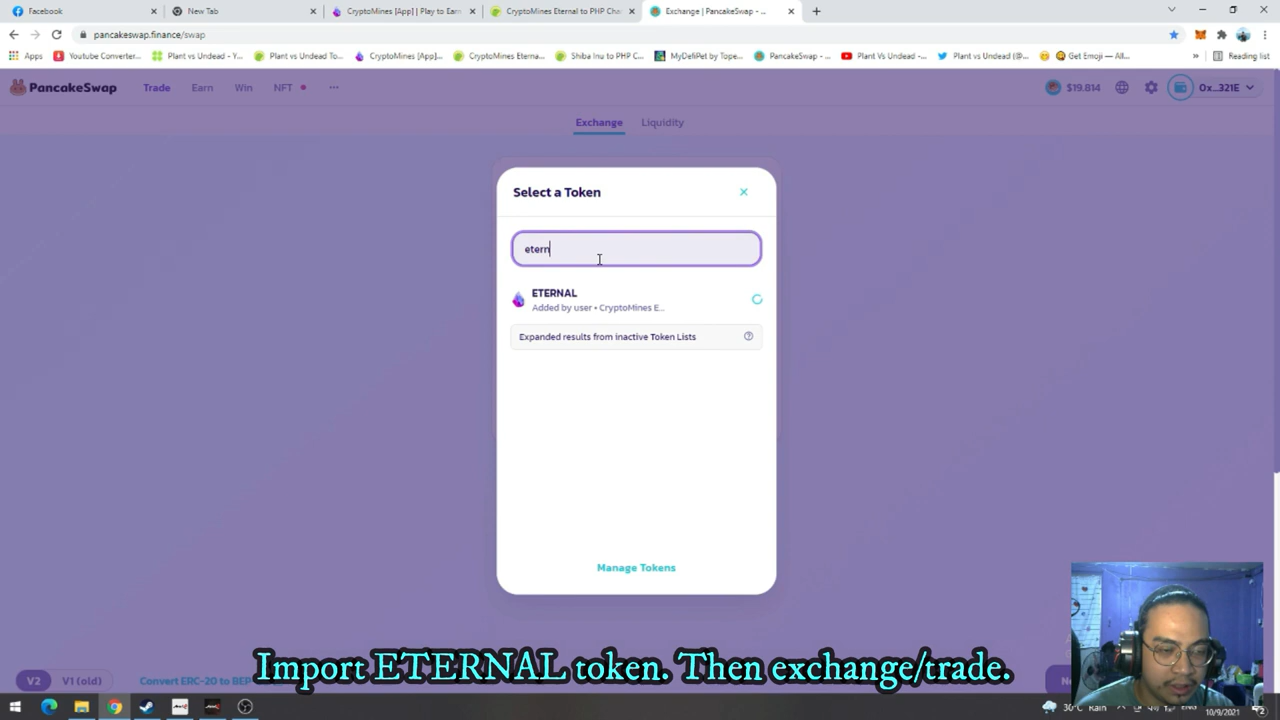 Facebook
New Tab
CryptoMines [App] | Play to Earn
CryptoMines Eternal to PHP Cha
Exchange | PancakeSwap - ...
pancakeswap.finance/swap
Apps
Youtube Converter...
Plant vs Undead - Y...
Plant vs Undead To...
CryptoMines [App]...
CryptoMines Eterna...
Shiba Inu to PHP C...
MyDefiPet by Tope...
PancakeSwap - ...
Plant Vs Undead -...
Plant vs Undead (@...
Get Emoji — All...
»
Reading list
PancakeSwap
Trade
Earn
Win
NFT
$19.814
0x...321E
Exchange
Liquidity
Select a Token
etern
ETERNAL
Added by user • CryptoMines E...
Expanded results from inactive Token Lists
Manage Tokens
Import ETERNAL token. Then exchange/trade.
V2
V1 (old)
Convert ERC-20 to BEP
30°C Rain
ENG
10/9/2021
2